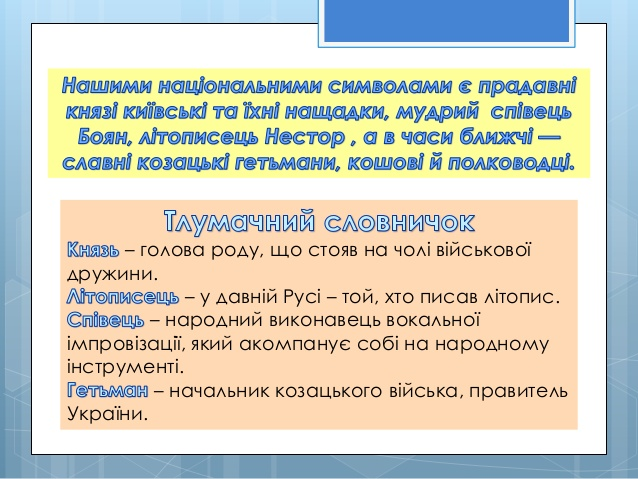 Нашими національними символами є прадавні
князі київські та їхні нащадки, мудрий співець
Боян, літописець Нестор , а в часи ближчі —
славні козацькі гетьмани, кошові й полководці.
Тлумачний словничок
Князь – голова роду, що стояв на чолі військової
дружини.
Літописець – у давній Русі – той, хто писав літопис.
Співець – народний виконавець вокальної
імпровізації, який акомпанує собі на народному
інструменті.
Гетьман – начальник козацького війська, правитель
України.